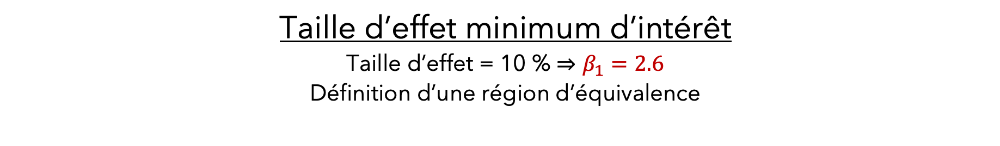 Taille d’effet minimum d’intérêt
Taille d’effet = 10 % ⇒ β₁ = 2.6
Définition d’une région d’équivalence